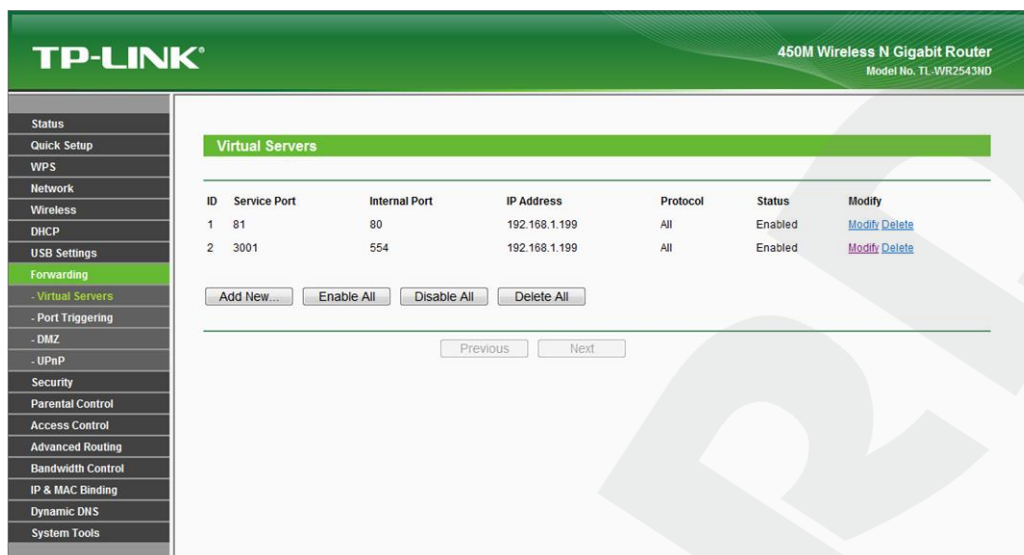 TP-LINK®
450M Wireless N Gigabit Router
Model No. TL-WR2543ND
Status
Quick Setup
WPS
Network
Wireless
DHCP
USB Settings
Forwarding
- Virtual Servers
- Port Triggering
- DMZ
- UPnP
Security
Parental Control
Access Control
Advanced Routing
Bandwidth Control
IP & MAC Binding
Dynamic DNS
System Tools
Virtual Servers
ID Service Port Internal Port IP Address Protocol Status Modify
1 81 80 192.168.1.199 All Enabled Modify Delete
2 3001 554 192.168.1.199 All Enabled Modify Delete
Add New... Enable All Disable All Delete All
Previous Next